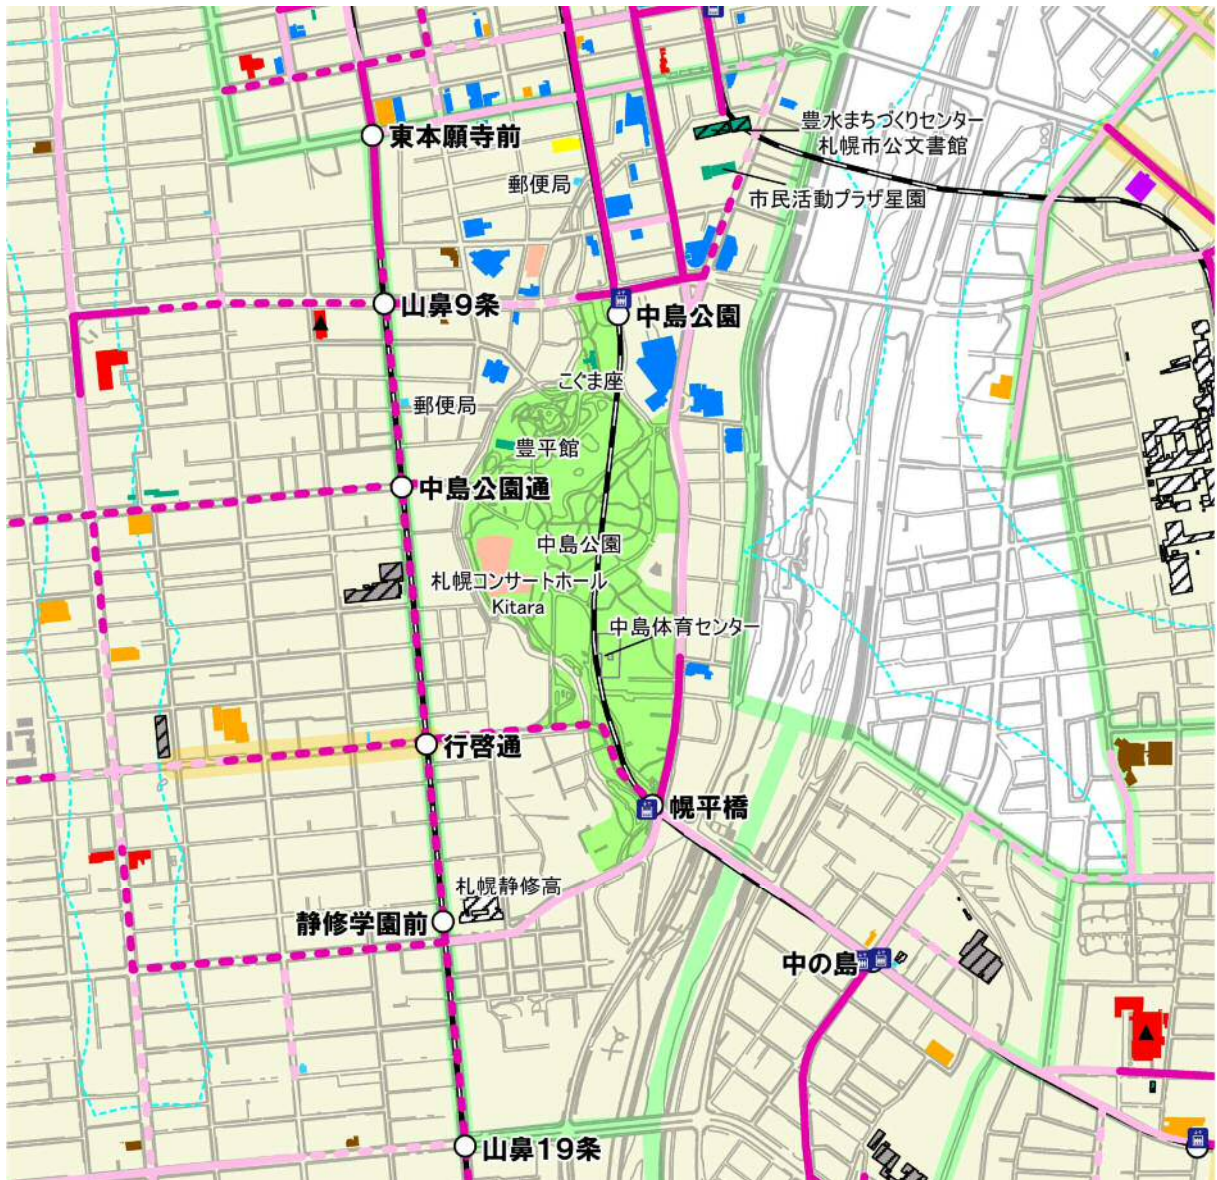 豊水まちづくりセンター
札幌市公文書館
東本願寺前
郵便局
市民活動プラザ星園
山鼻9条
中島公園
こぐま座
郵便局
豊平館
中島公園通
中島公園
札幌コンサートホール
Kitara
中島体育センター
行啓通
幌平橋
札幌静修高
静修学園前
中の島
山鼻19条